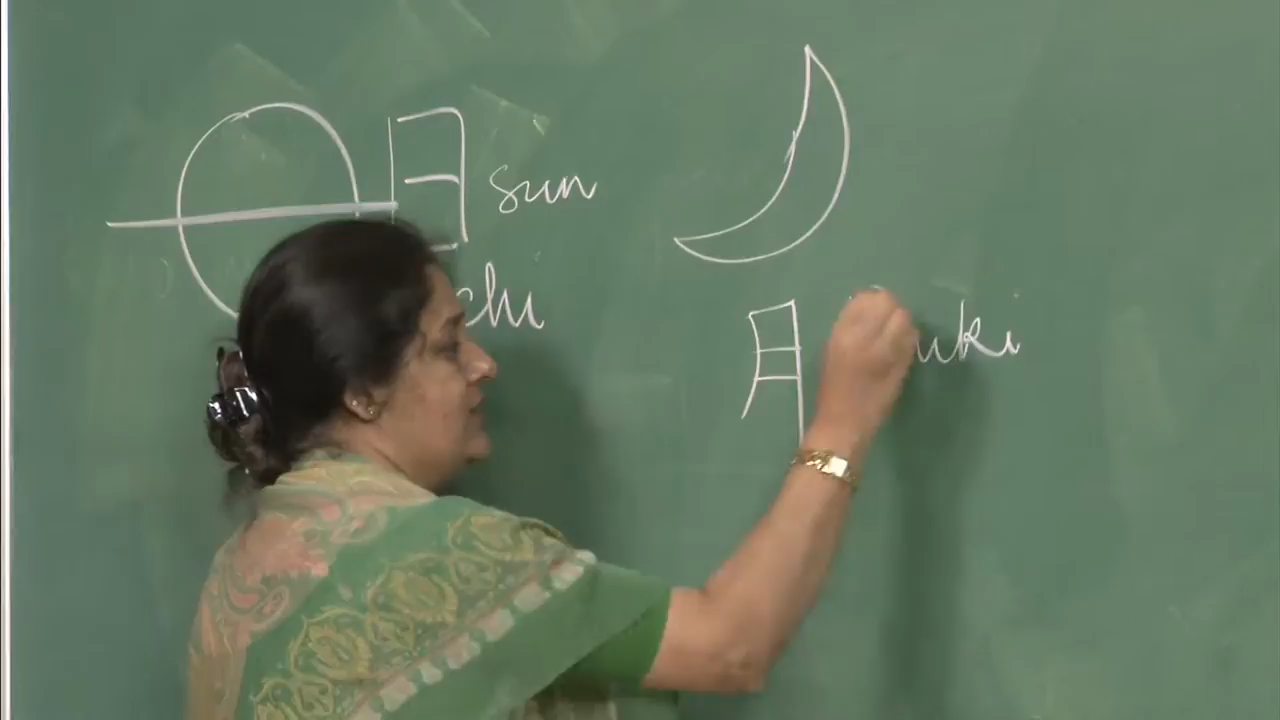 日 sun
chi
月 uki